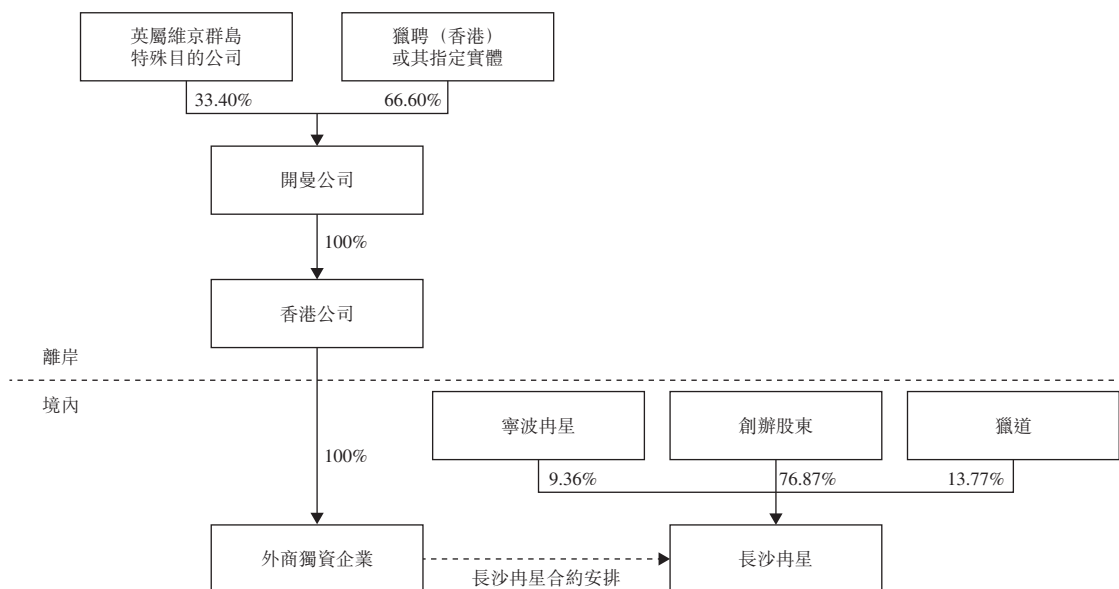 英屬維京群島
特殊目的公司
獵聘（香港）
或其指定實體
33.40%
66.60%
開曼公司
100%
香港公司
離岸
境內
100%
寧波冉星
創辦股東
獵道
9.36%
76.87%
13.77%
外商獨資企業
長沙冉星合約安排
長沙冉星